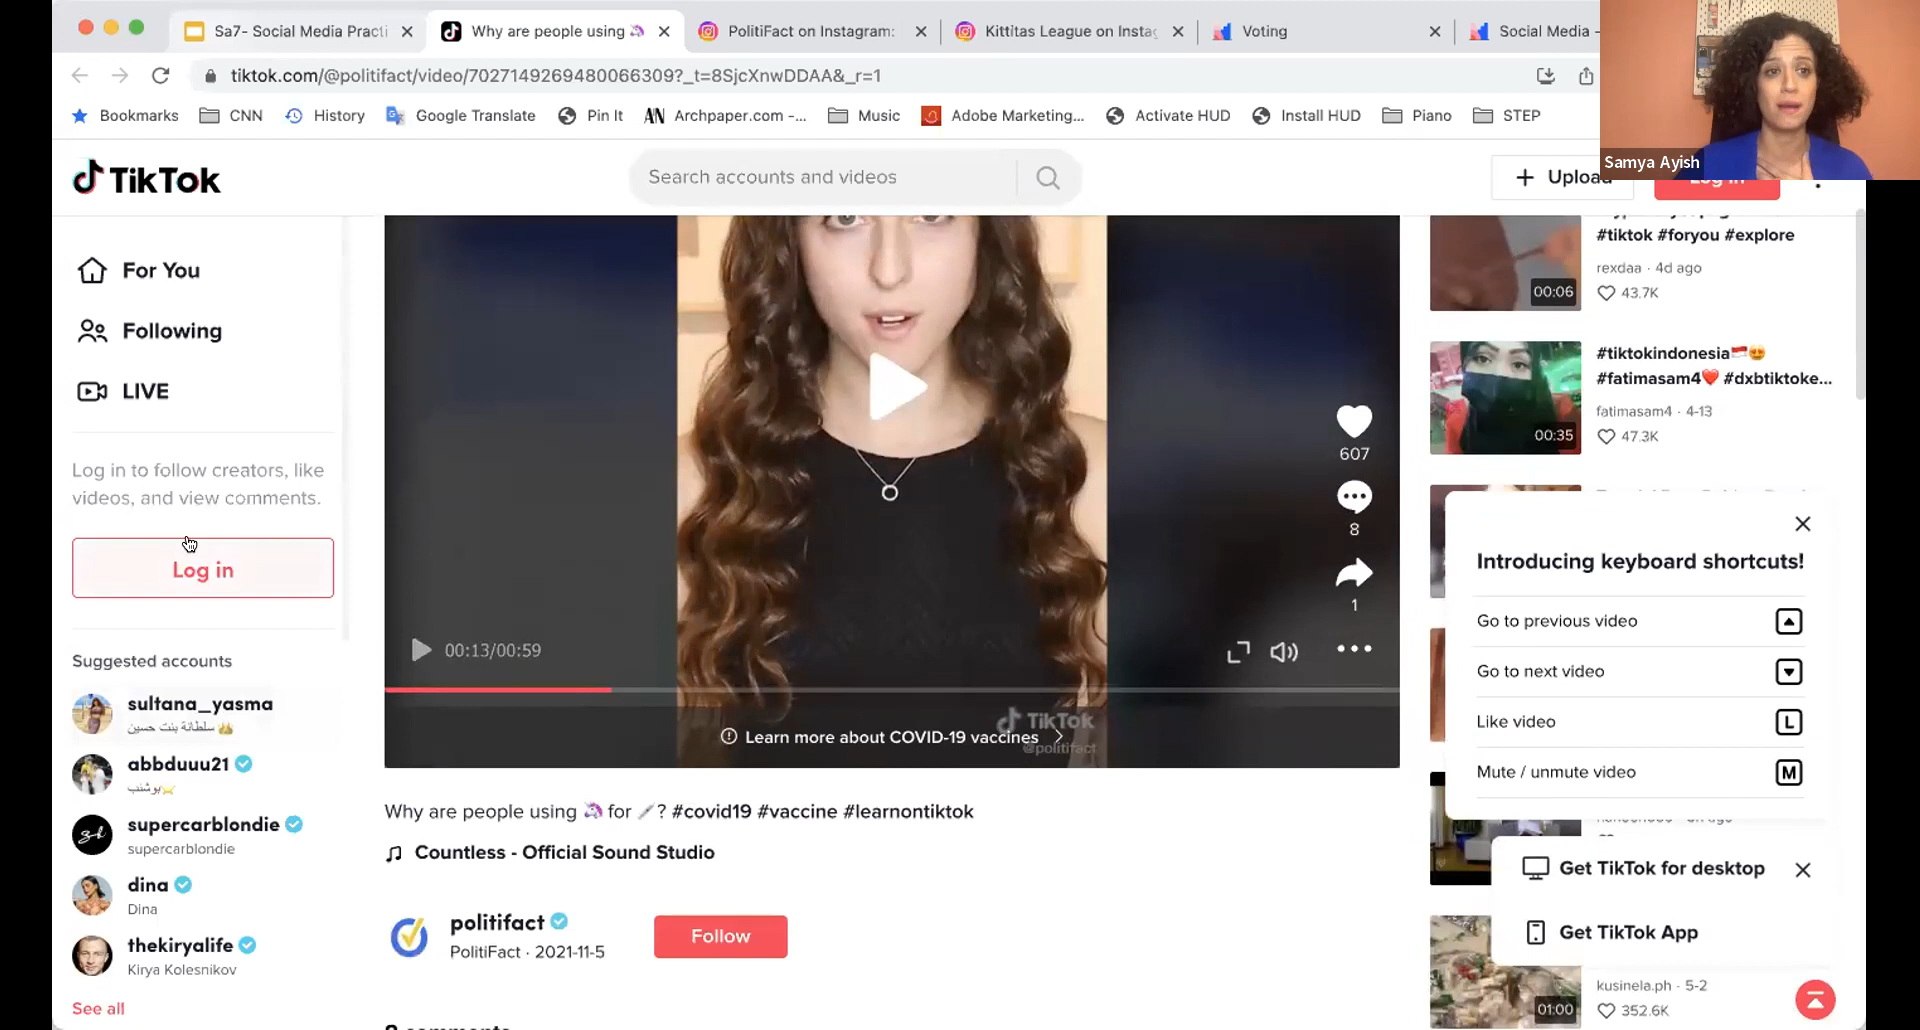 Sa7- Social Media Practi
Why are people using 🦄
PolitiFact on Instagram:
Kittitas League on Instag
Voting
Social Media -
tiktok.com/@politifact/video/7027149269480066309?_t=8SjcXnwDDAA&_r=1
Bookmarks
CNN
History
Google Translate
Pin It
Archpaper.com -...
Music
Adobe Marketing...
Activate HUD
Install HUD
Piano
STEP
Samya Ayish
TikTok
Search accounts and videos
+ Upload
Log in
For You
Following
LIVE
Log in to follow creators, like
videos, and view comments.
Log in
Suggested accounts
sultana_yasma
سلطانة بنت حسين
abbduuu21
بوشنب
supercarblondie
supercarblondie
dina
Dina
thekiryalife
Kirya Kolesnikov
See all
607
8
1
00:13/00:59
TikTok
@politifact
Learn more about COVID-19 vaccines
Why are people using 🦄 for 💉? #covid19 #vaccine #learnontiktok
Countless - Official Sound Studio
politifact
PolitiFact · 2021-11-5
Follow
#tiktok #foryou #explore
rexdaa · 4d ago
43.7K
00:06
#tiktokindonesia🇮🇩😍
#fatimasam4❤️ #dxbtiktoke...
fatimasam4 · 4-13
47.3K
00:35
Introducing keyboard shortcuts!
Go to previous video
Go to next video
Like video L
Mute / unmute video M
Get TikTok for desktop
Get TikTok App
kusinela.ph · 5-2
352.6K
01:00